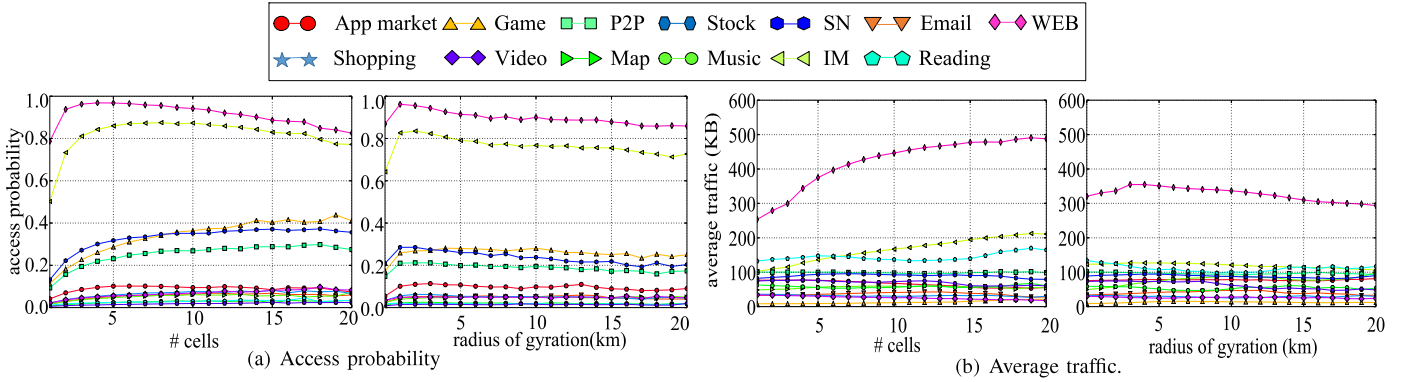 App market Game P2P Stock SN Email WEB
Shopping Video Map Music IM Reading
access probability
1.0
0.8
0.6
0.4
0.2
0.0
5 10 15 20
# cells
1.0
0.8
0.6
0.4
0.2
0.0
5 10 15 20
radius of gyration(km)
(a) Access probability
average traffic (KB)
600
500
400
300
200
100
0
5 10 15 20
# cells
600
500
400
300
200
100
0
5 10 15 20
radius of gyration (km)
(b) Average traffic.